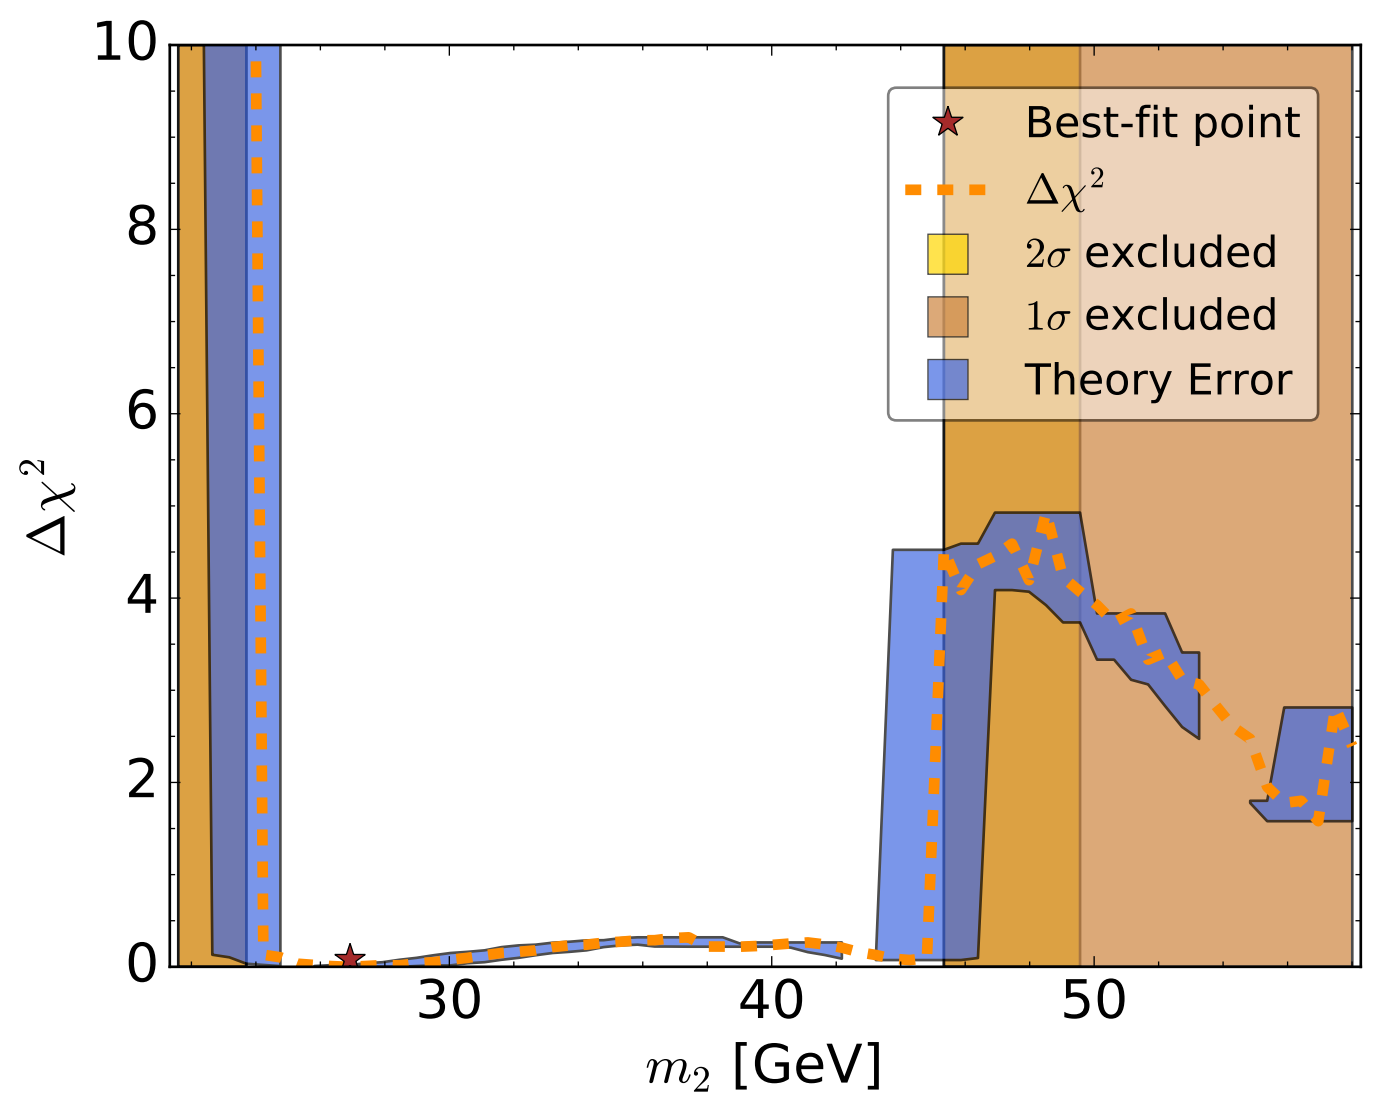 10
8
6
4
2
0
30 40 50
Δχ²
m₂ [GeV]
Best-fit point
Δχ²
2σ excluded
1σ excluded
Theory Error